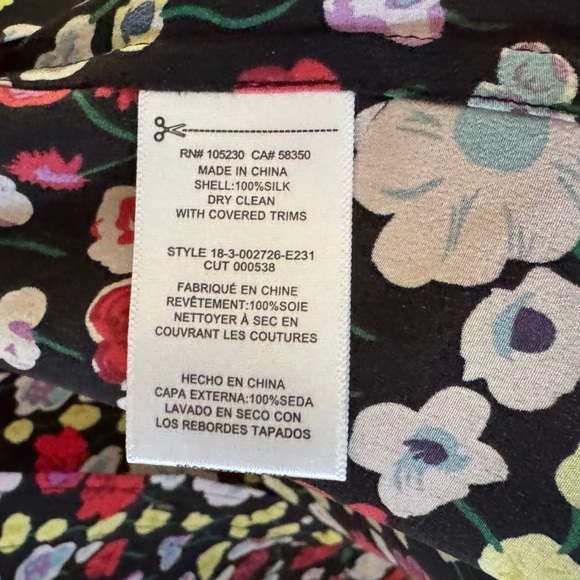 RN# 105230 CA# 58350
MADE IN CHINA
SHELL:100%SILK
DRY CLEAN
WITH COVERED TRIMS
STYLE 18-3-002726-E231
CUT 000538
FABRIQUÉ EN CHINE
REVÊTEMENT:100%SOIE
NETTOYER À SEC EN
COUVRANT LES COUTURES
HECHO EN CHINA
CAPA EXTERNA:100%SEDA
LAVADO EN SECO CON
LOS REBORDES TAPADOS